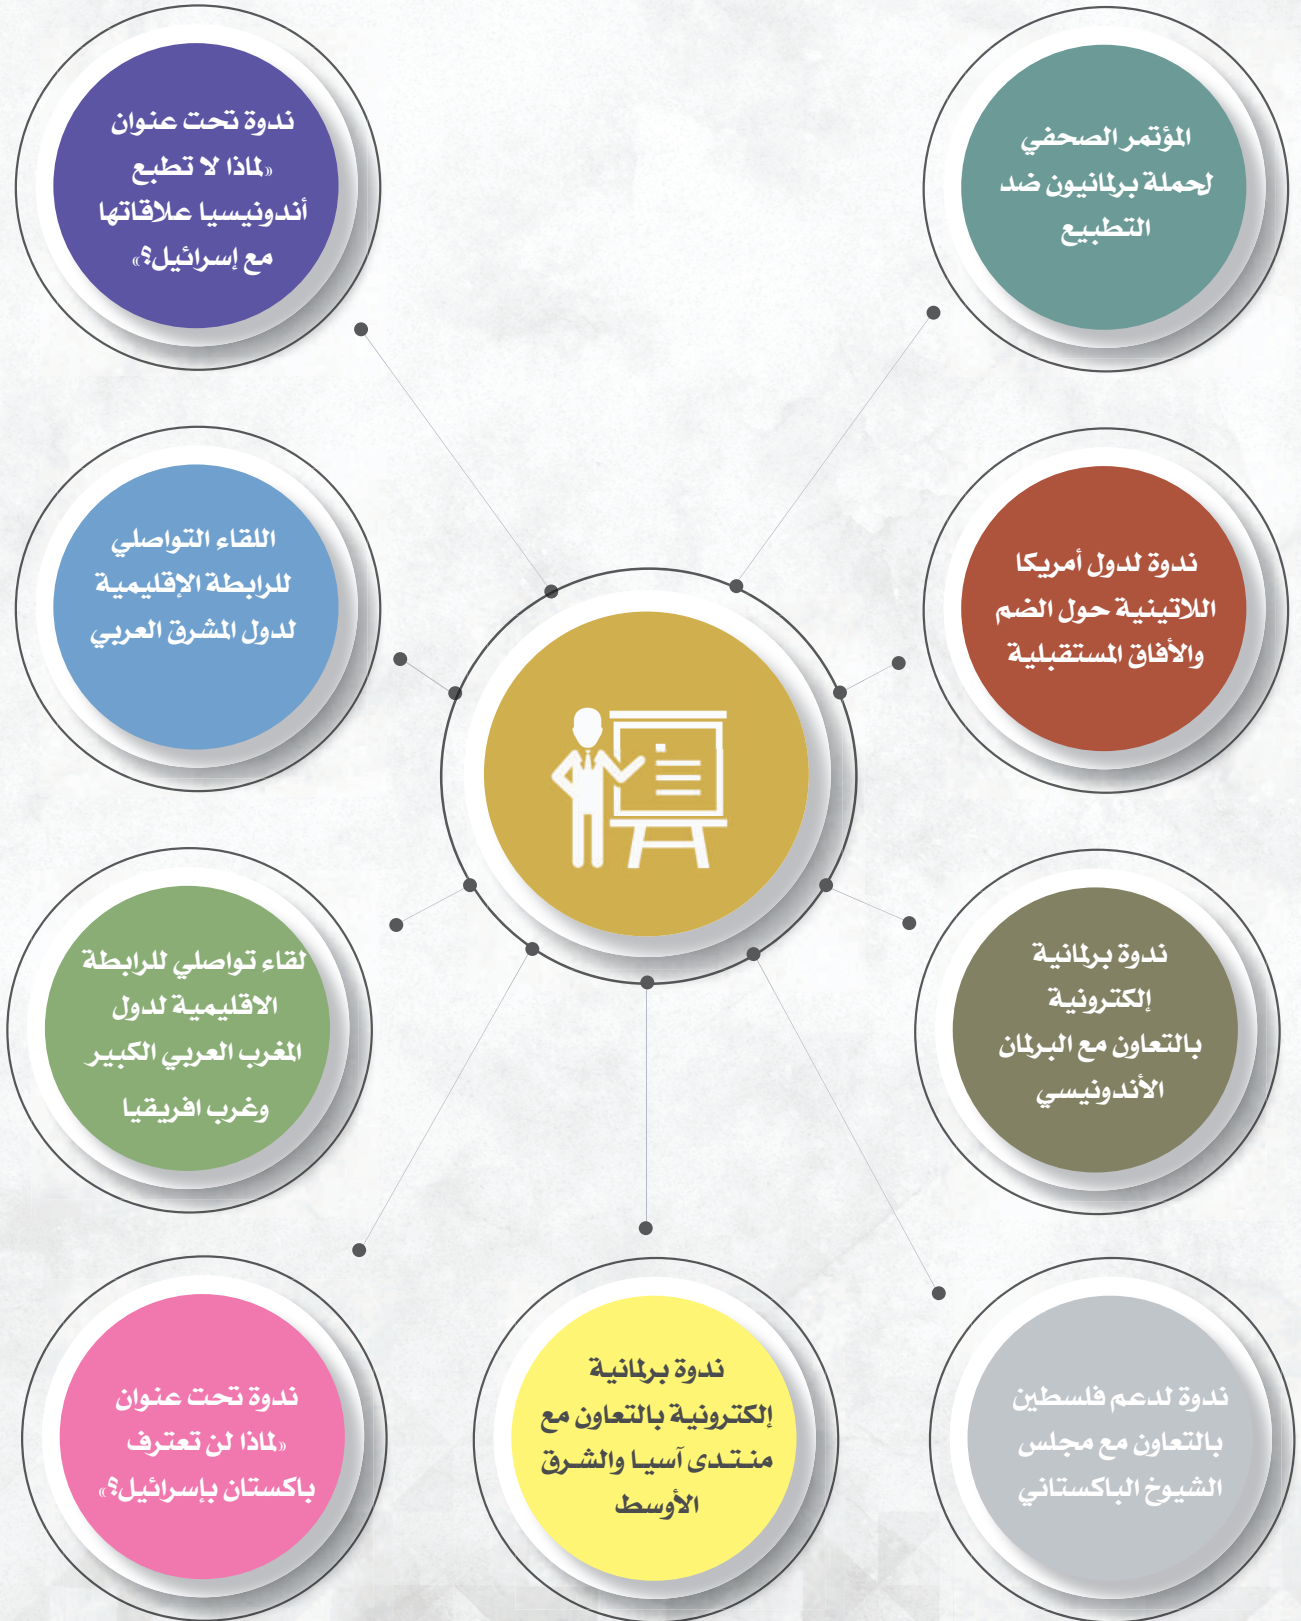 المؤتمر الصحفي
لحملة برلمانيون ضد
التطبيع
ندوة تحت عنوان
«لماذا لا تطبع
أندونيسيا علاقاتها
مع إسرائيل؟»
ندوة لدول أمريكا
اللاتينية حول الضم
والأفاق المستقبلية
اللقاء التواصلي
للرابطة الإقليمية
لدول المشرق العربي
ندوة برلمانية
إلكترونية
بالتعاون مع البرلمان
الأندونيسي
لقاء تواصلي للرابطة
الاقليمية لدول
المغرب العربي الكبير
وغرب افريقيا
ندوة لدعم فلسطين
بالتعاون مع مجلس
الشيوخ الباكستاني
ندوة برلمانية
إلكترونية بالتعاون مع
منتدى آسيا والشرق
الأوسط
ندوة تحت عنوان
«لماذا لن تعترف
باكستان بإسرائيل؟»